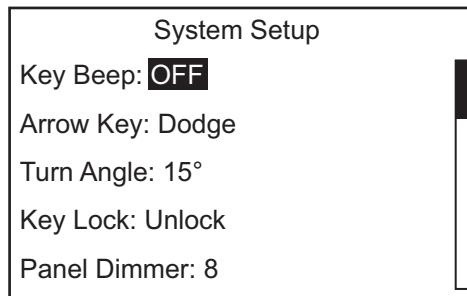 System Setup
Key Beep: OFF
Arrow Key: Dodge
Turn Angle: 15°
Key Lock: Unlock
Panel Dimmer: 8